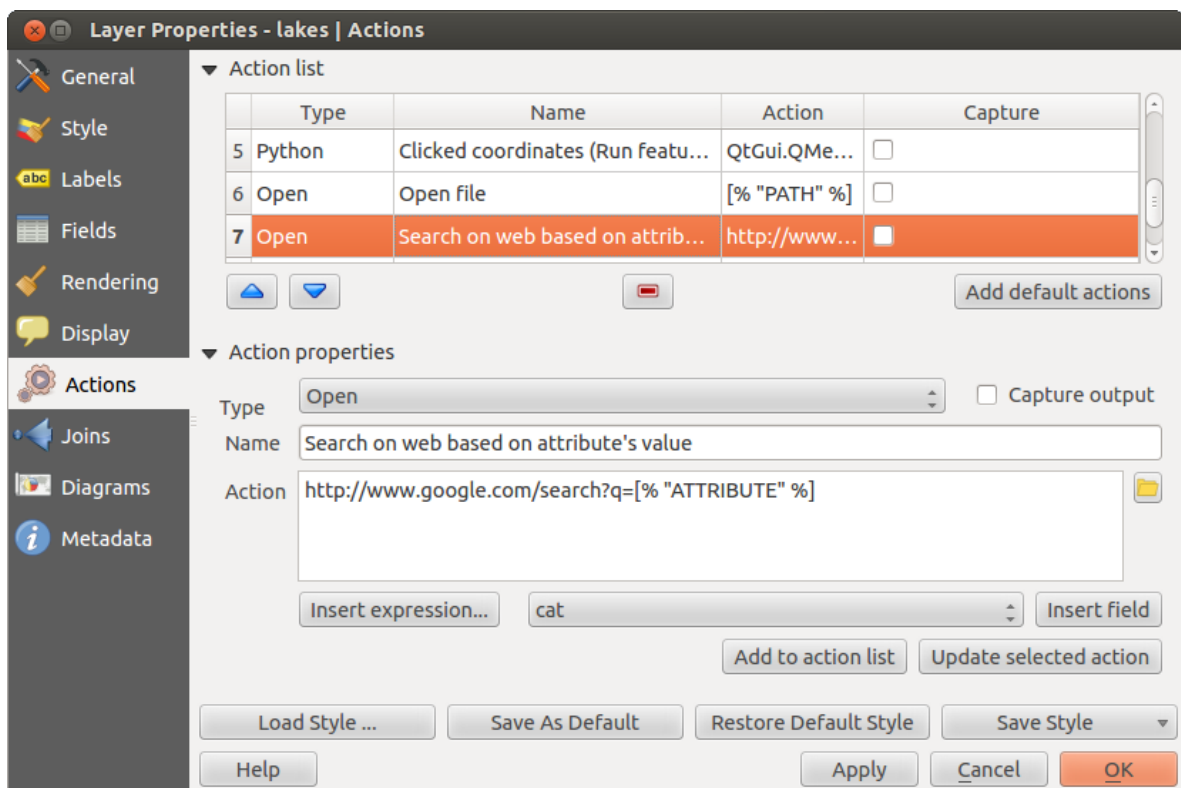 Layer Properties - lakes | Actions
General
Style
abc Labels
Fields
Rendering
Display
Actions
Joins
Diagrams
i Metadata
Action list
Type Name Action Capture
5 Python Clicked coordinates (Run featu... QtGui.QMe...
6 Open Open file [% "PATH" %]
7 Open Search on web based on attrib... http://www...
Add default actions
Action properties
Type Open Capture output
Name Search on web based on attribute's value
Action http://www.google.com/search?q=[% "ATTRIBUTE" %]
Insert expression... cat Insert field
Add to action list Update selected action
Load Style ... Save As Default Restore Default Style Save Style
Help Apply Cancel OK